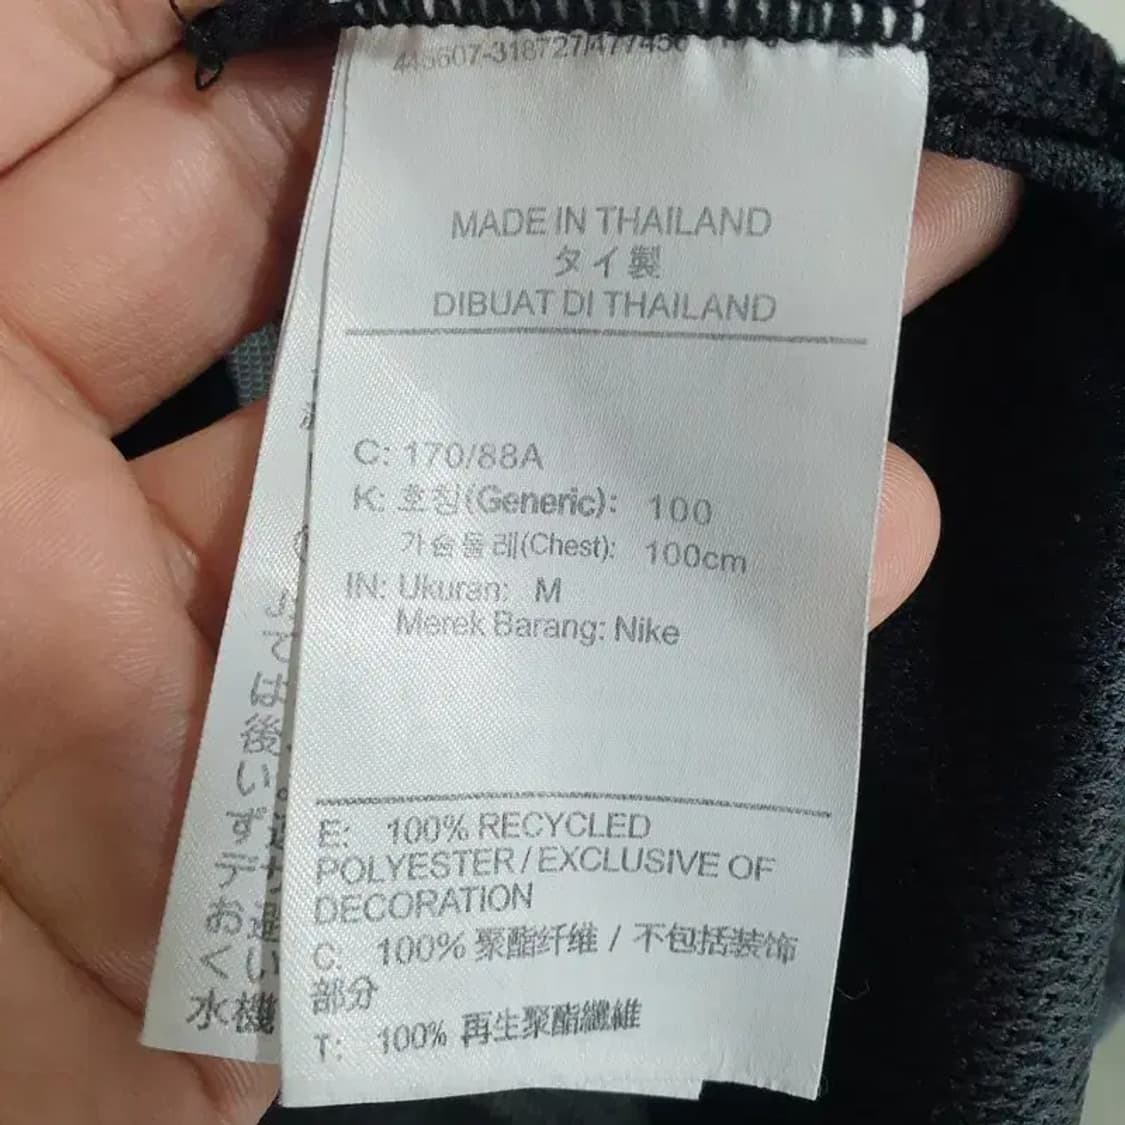 MADE IN THAILAND
タイ製
DIBUAT DI THAILAND
C: 170/88A
K: 호칭(Generic): 100
가슴둘레(Chest): 100cm
IN: Ukuran: M
Merek Barang: Nike
E: 100% RECYCLED
POLYESTER/EXCLUSIVE OF
DECORATION
C: 100% 聚酯纤维 / 不包括装饰
部分
T: 100% 再生聚酯纖維